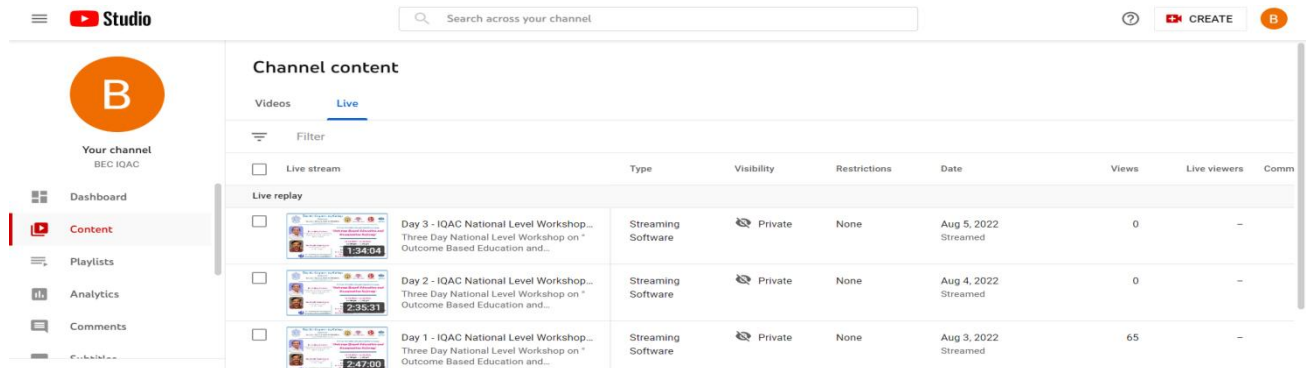 Studio
Search across your channel
CREATE
B
B
Your channel
BEC IQAC
Dashboard
Content
Playlists
Analytics
Comments
Channel content
Videos Live
Filter
Live stream Type Visibility Restrictions Date Views Live viewers Comm
Live replay
Day 3 - IQAC National Level Workshop... Streaming Software Private None Aug 5, 2022 0 –
Three Day National Level Workshop on " Streamed
Outcome Based Education and...
1:34:04
Day 2 - IQAC National Level Workshop... Streaming Software Private None Aug 4, 2022 0 –
Three Day National Level Workshop on " Streamed
Outcome Based Education and...
2:35:31
Day 1 - IQAC National Level Workshop... Streaming Software Private None Aug 3, 2022 65 –
Three Day National Level Workshop on " Streamed
Outcome Based Education and...
2:47:00